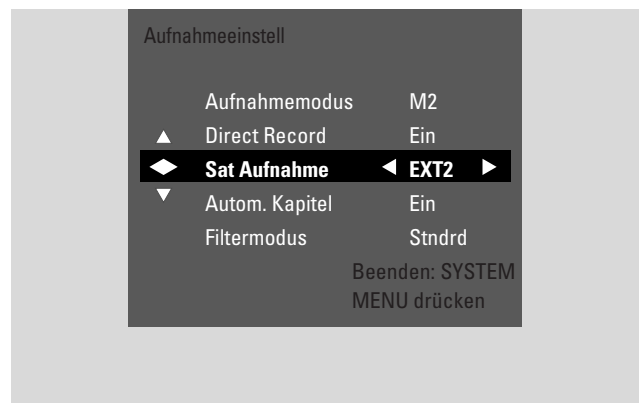 Aufnahmeeinstell
Aufnahmemodus M2
Direct Record Ein
Sat Aufnahme EXT2
Autom. Kapitel Ein
Filtermodus Stndrd
Beenden: SYSTEM
MENU drücken